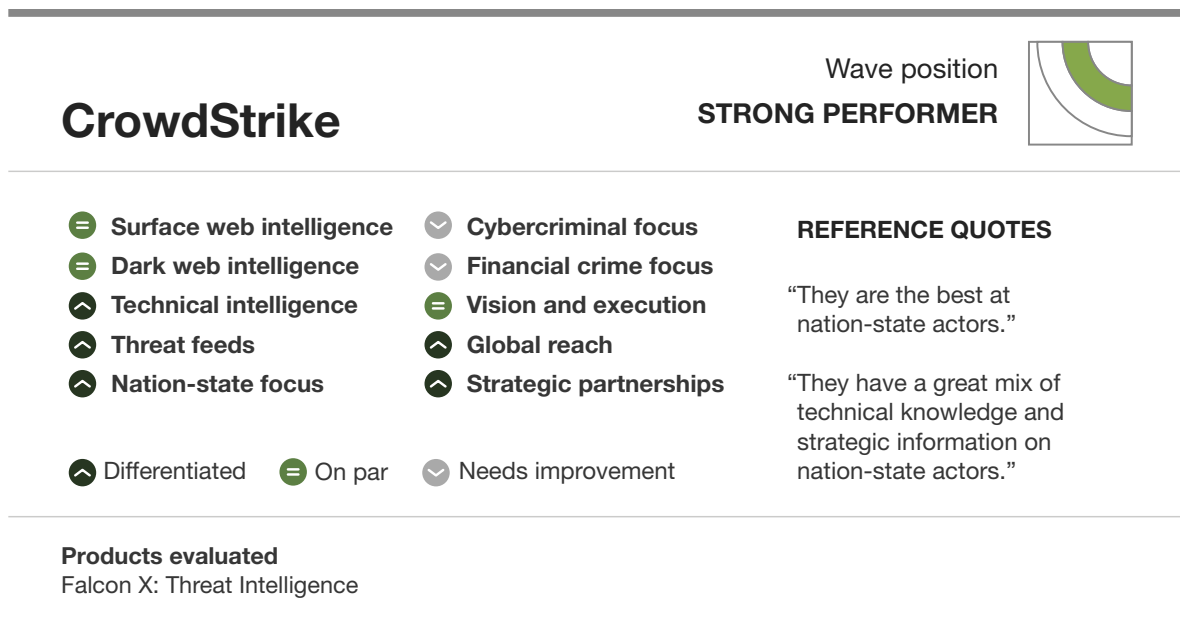 CrowdStrike
Wave position
STRONG PERFORMER
Surface web intelligence
Dark web intelligence
Technical intelligence
Threat feeds
Nation-state focus
Cybercriminal focus
Financial crime focus
Vision and execution
Global reach
Strategic partnerships
Differentiated
On par
Needs improvement
REFERENCE QUOTES
“They are the best at
nation-state actors.”
“They have a great mix of
technical knowledge and
strategic information on
nation-state actors.”
Products evaluated
Falcon X: Threat Intelligence